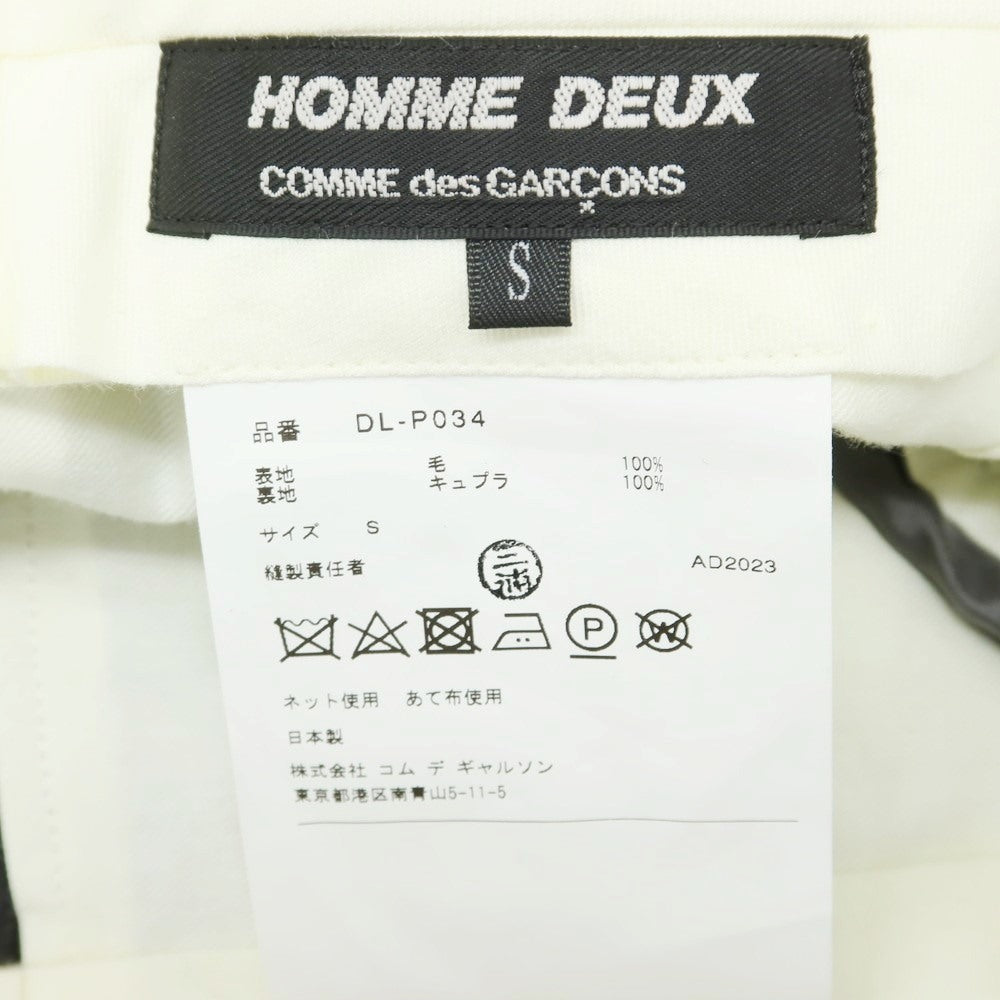 HOMME DEUX
COMME des GARÇONS
S
品番 DL-P034
表地 毛 100%
裏地 キュプラ 100%
サイズ S
縫製責任者 三浦 AD2023
P W
ネット使用 あて布使用
日本製
株式会社 コム デ ギャルソン
東京都港区南青山5-11-5